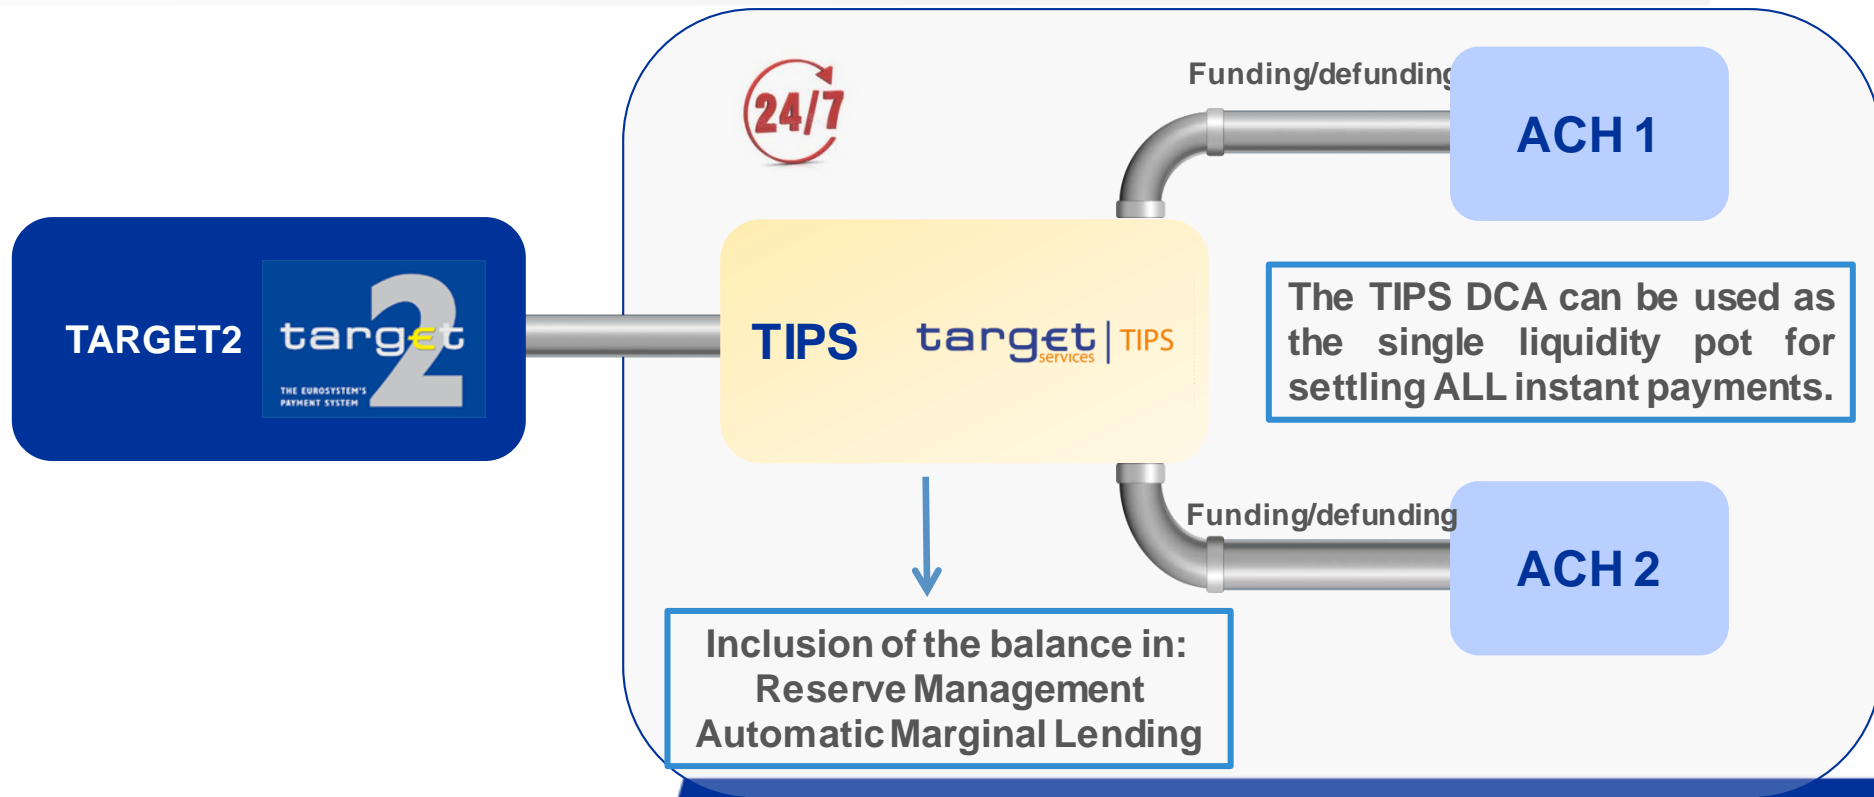 24/7
Funding/defunding
ACH 1
TARGET2
target
2
THE EUROSYSTEM'S
PAYMENT SYSTEM
TIPS
target
services
TIPS
The TIPS DCA can be used as
the single liquidity pot for
settling ALL instant payments.
Funding/defunding
ACH 2
Inclusion of the balance in:
Reserve Management
Automatic Marginal Lending